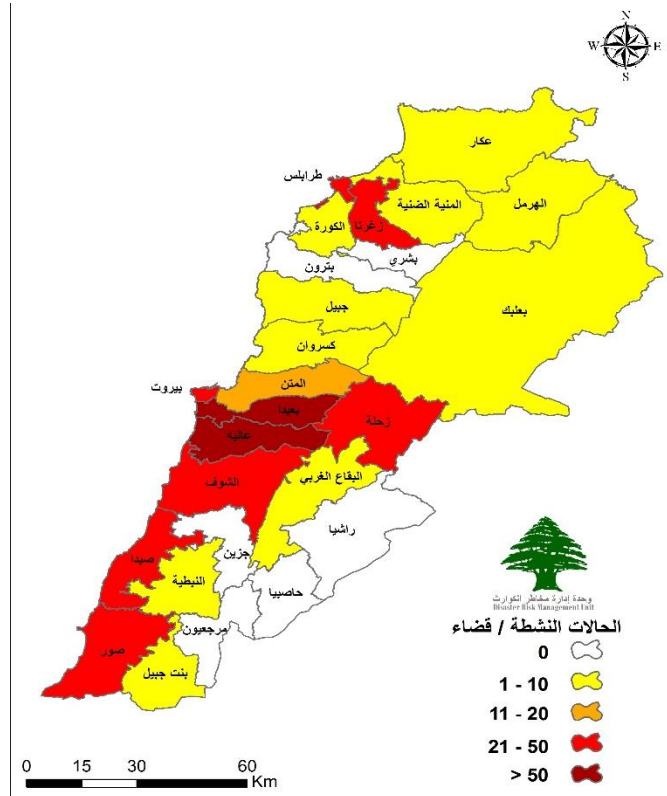 N
W E
S
عكار
طرابلس
المنية الضنية
الهرمل
زغرتا
الكورة
بشري
بترون
جبيل
بعلبك
كسروان
المتن
بيروت
بعبدا
زحلة
عاليه
البقاع الغربي
الشوف
راشيا
جزين
صيدا
النبطية
حاصبيا
مرجعيون
صور
بنت جبيل
وحدة إدارة مخاطر الكوارث
Disaster Risk Management Unit
الحالات النشطة / قضاء
0
1 - 10
11 - 20
21 - 50
> 50
0 15 30 60
Km